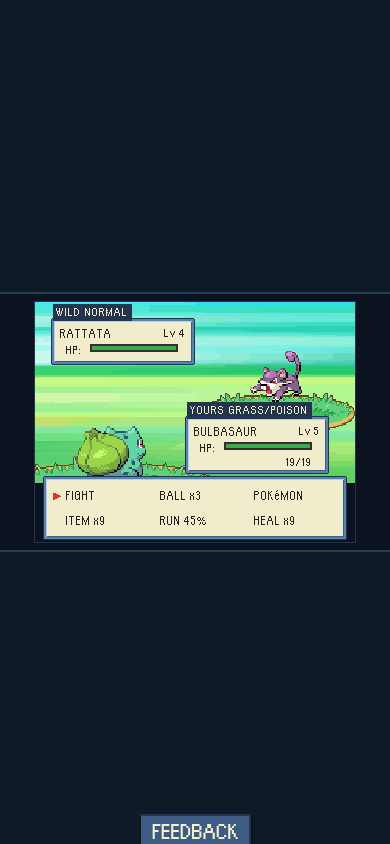 WILD NORMAL
RATTATA Lv 4
HP:
YOURS GRASS/POISON
BULBASAUR Lv 5
HP:
19/19
▶ FIGHT BALL x3 POKéMON
ITEM x9 RUN 45% HEAL x9
FEEDBACK